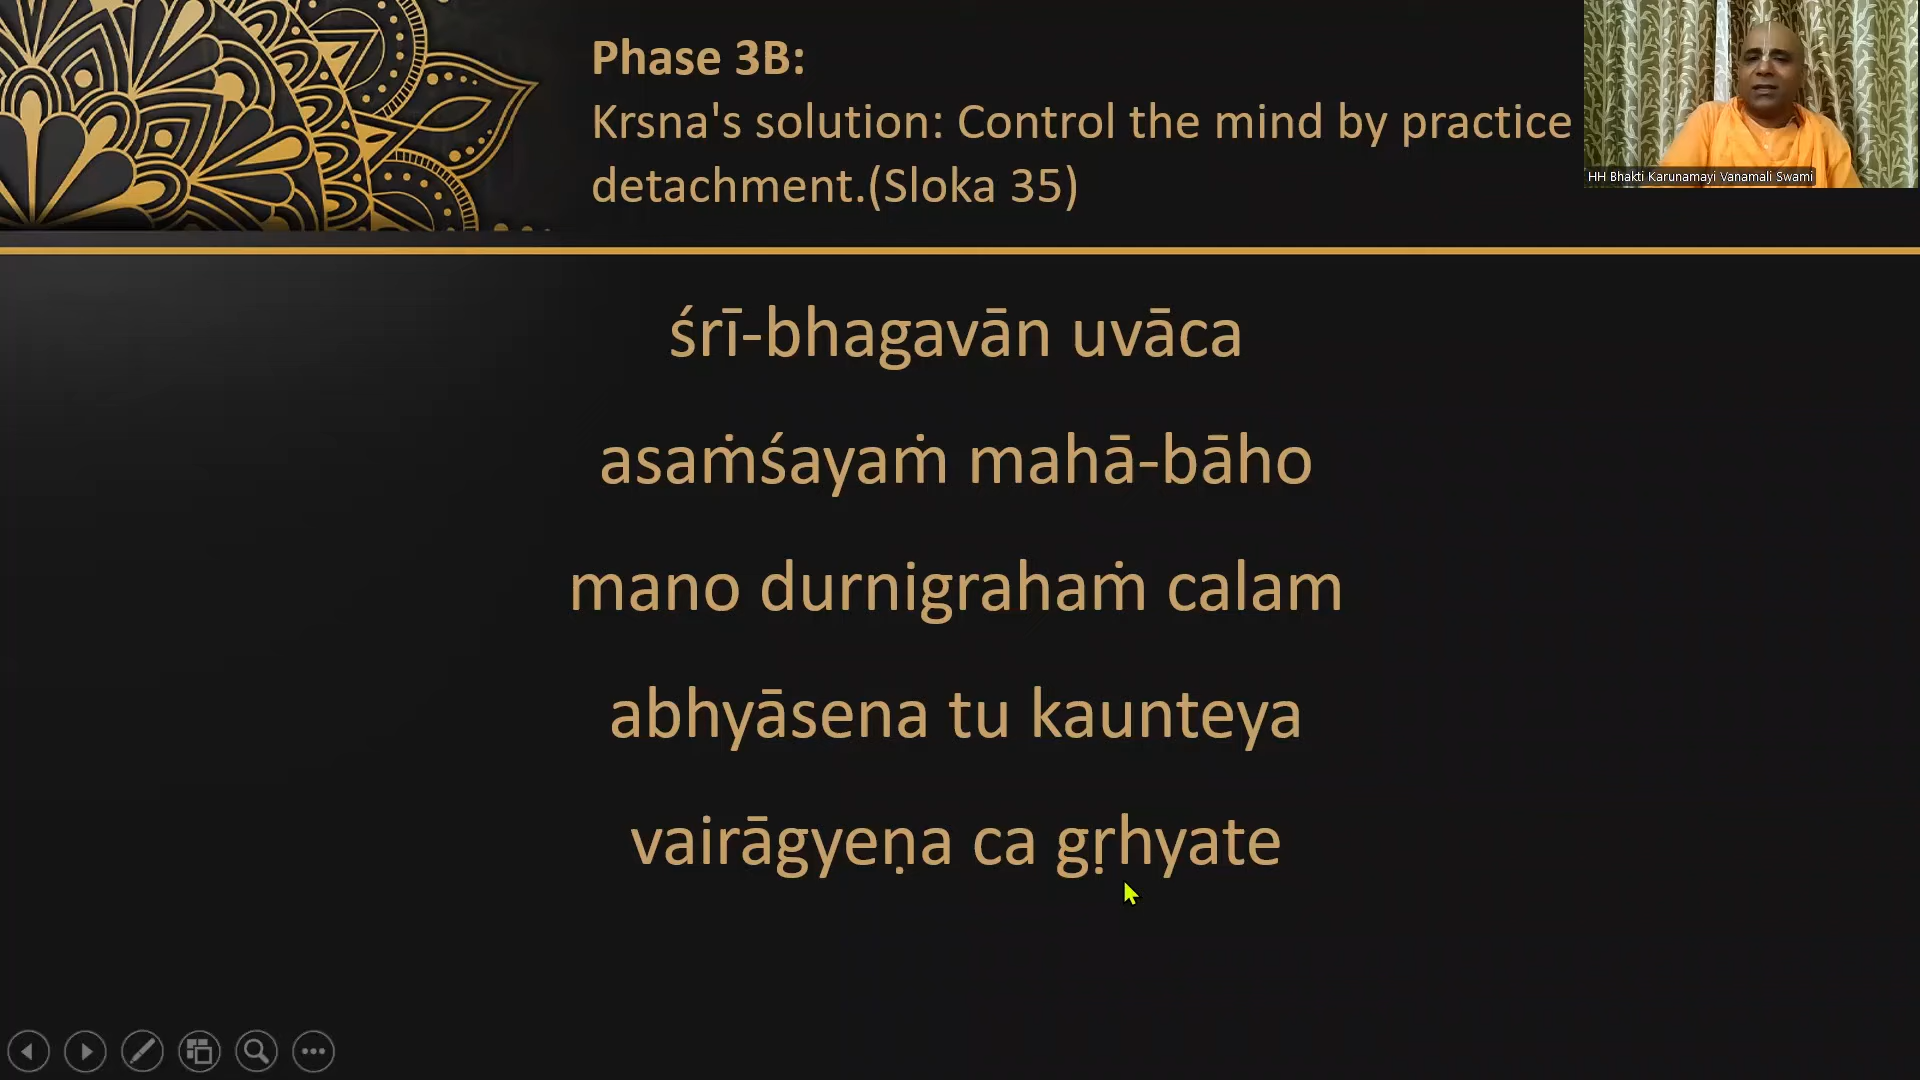 Phase 3B:
Krsna's solution: Control the mind by practice
detachment.(Sloka 35)
HH Bhakti Karunamayi Vanamali Swami
śrī-bhagavān uvāca
asaṁśayaṁ mahā-bāho
mano durnigrahaṁ calam
abhyāsena tu kaunteya
vairāgyeṇa ca gṛhyate